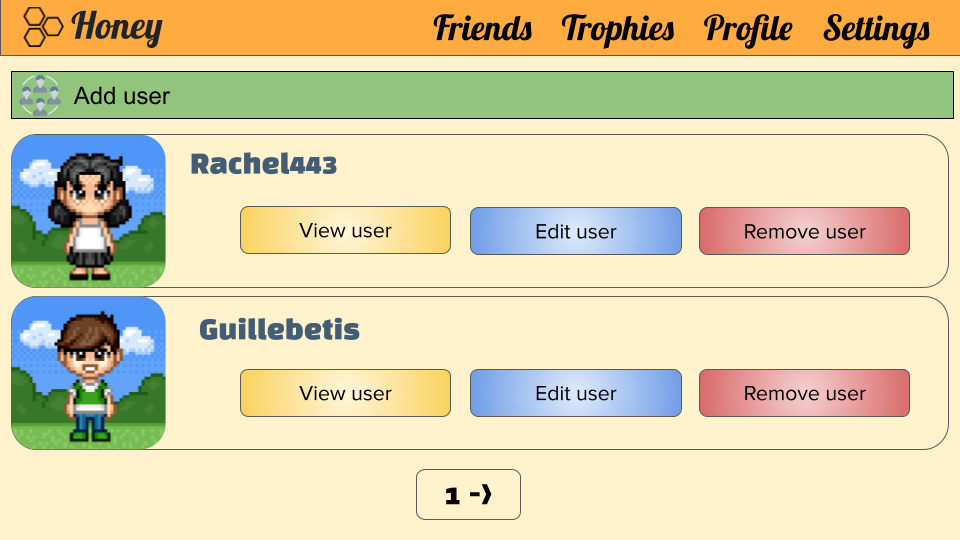 Honey Friends Trophies Profile Settings
Add user
Rachel443
View user Edit user Remove user
Guillebetis
View user Edit user Remove user
1 ->